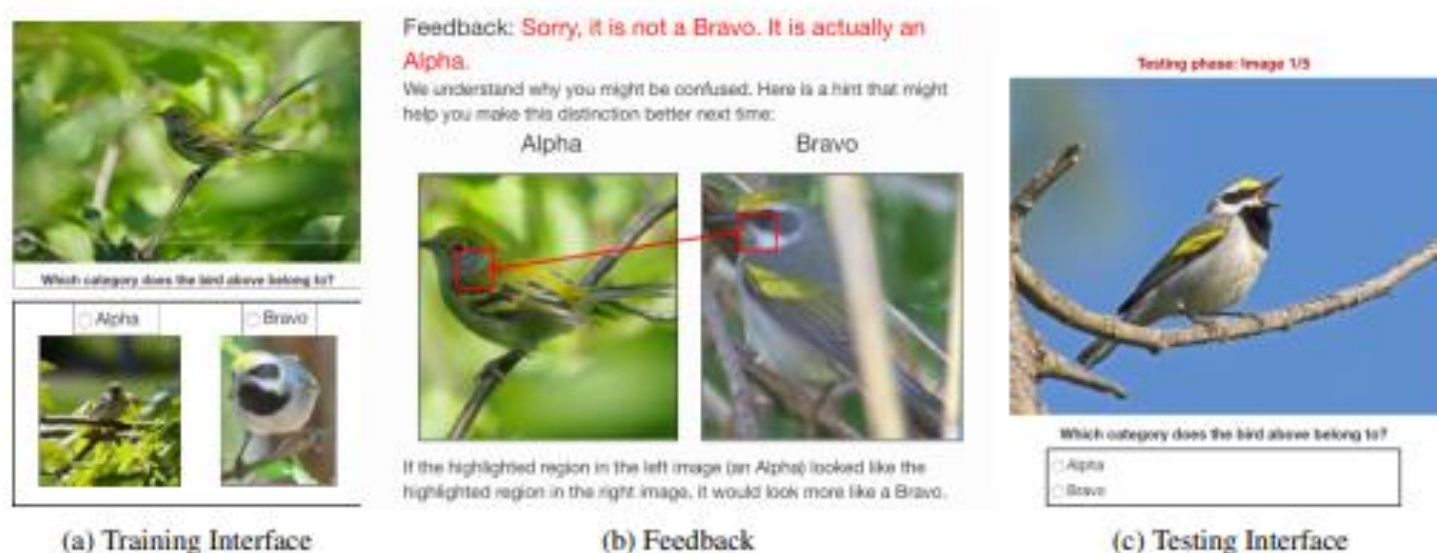 Which category does the bird above belong to?
Alpha
Bravo
(a) Training Interface
Feedback: Sorry, it is not a Bravo. It is actually an
Alpha.
We understand why you might be confused. Here is a hint that might
help you make this distinction better next time:
Alpha
Bravo
If the highlighted region in the left image (an Alpha) looked like the
highlighted region in the right image, it would look more like a Bravo.
(b) Feedback
Testing phase: Image 1/5
Which category does the bird above belong to?
Alpha
Bravo
(c) Testing Interface